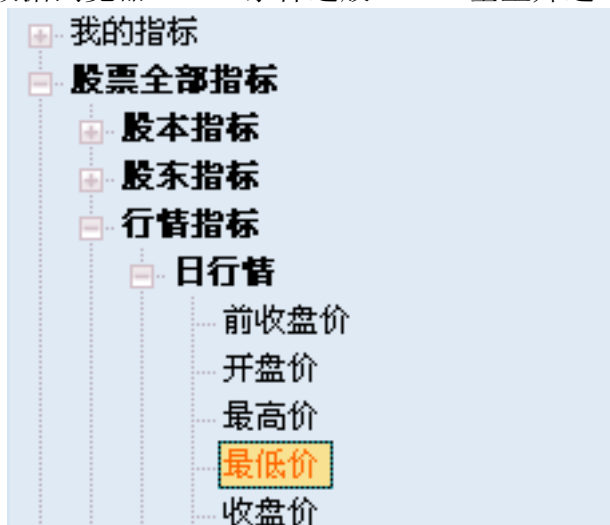 我的指标
股票全部指标
股本指标
股东指标
行情指标
日行情
前收盘价
开盘价
最高价
最低价
收盘价